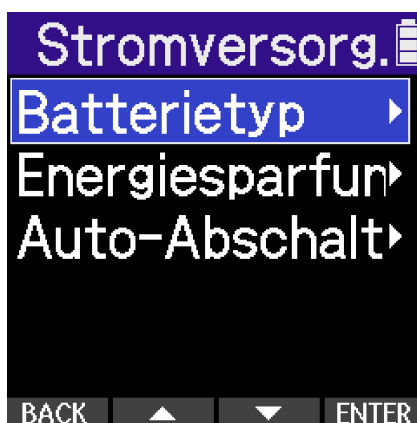 Stromversorg.
Batterietyp
Energiesparfun
Auto-Abschalt
BACK ENTER